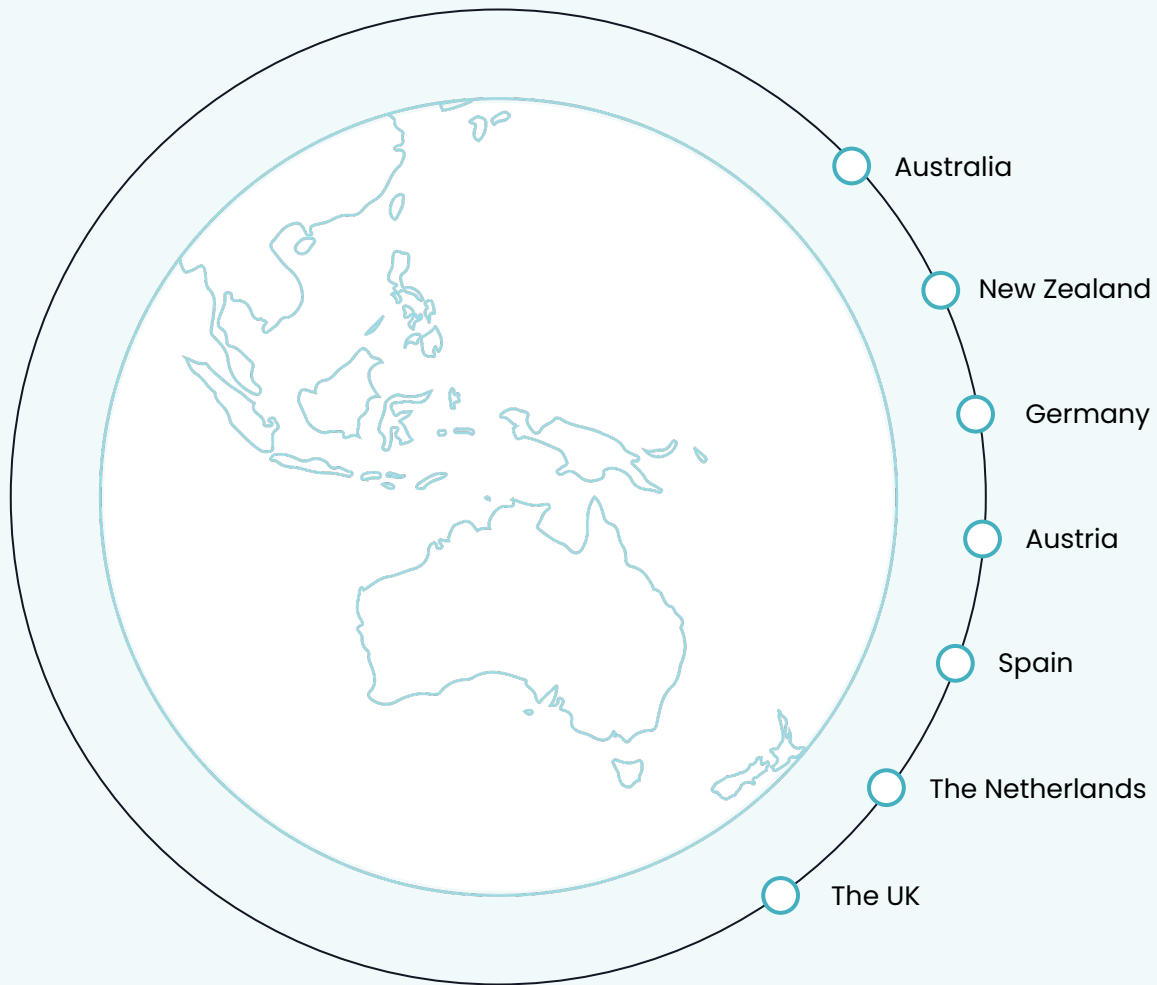 Australia
New Zealand
Germany
Austria
Spain
The Netherlands
The UK